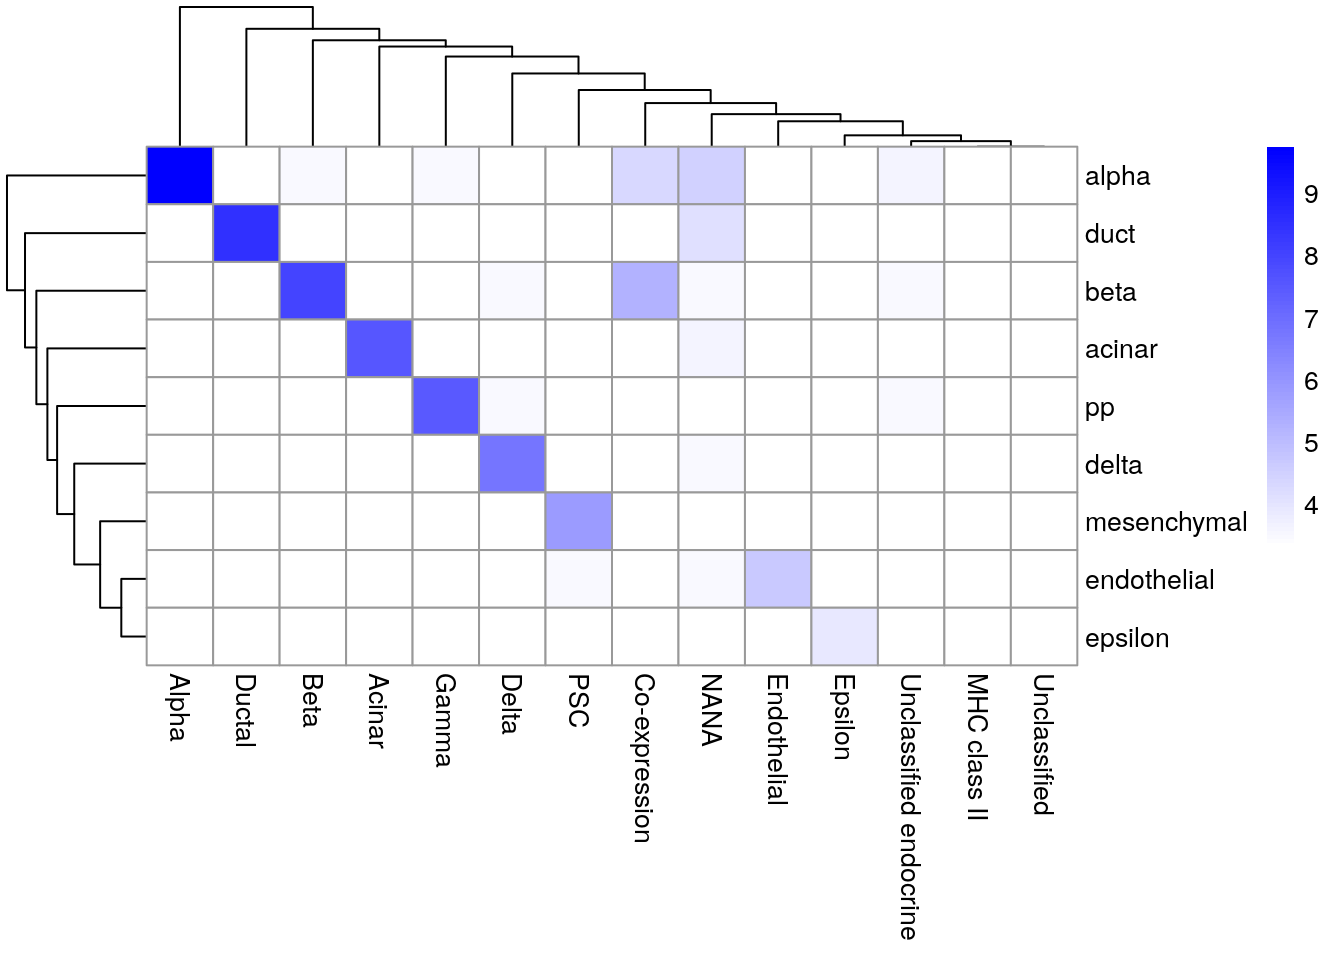 alpha
duct
beta
acinar
pp
delta
mesenchymal
endothelial
epsilon
9
8
7
6
5
4
Alpha
Ductal
Beta
Acinar
Gamma
Delta
PSC
Co-expression
NANA
Endothelial
Epsilon
Unclassified endocrine
MHC class II
Unclassified